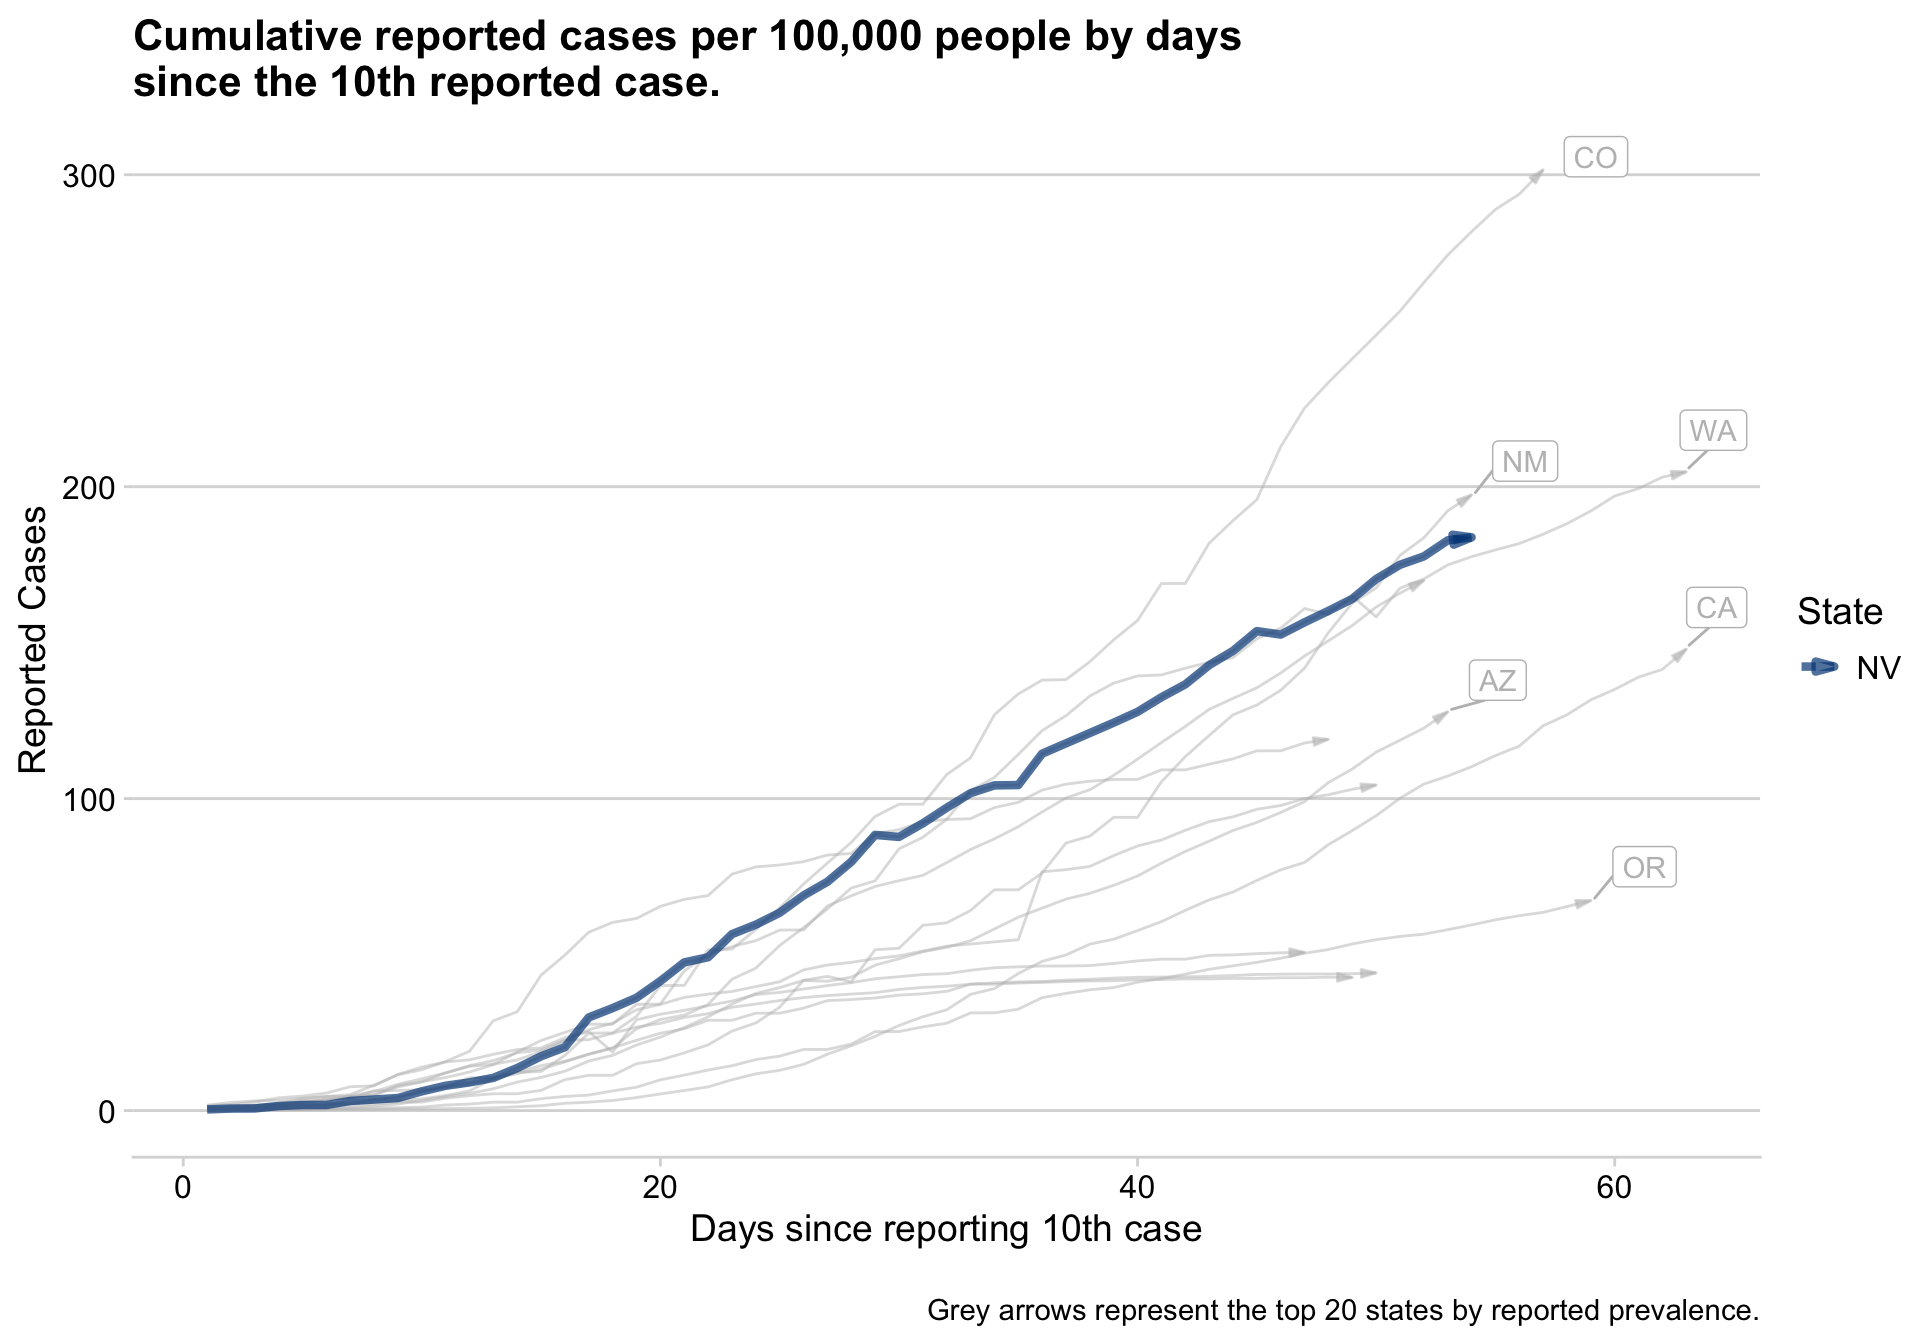 Cumulative reported cases per 100,000 people by days
since the 10th reported case.
300
200
100
0
Reported Cases
CO
WA
NM
CA
AZ
OR
State
NV
0
20
40
60
Days since reporting 10th case
Grey arrows represent the top 20 states by reported prevalence.